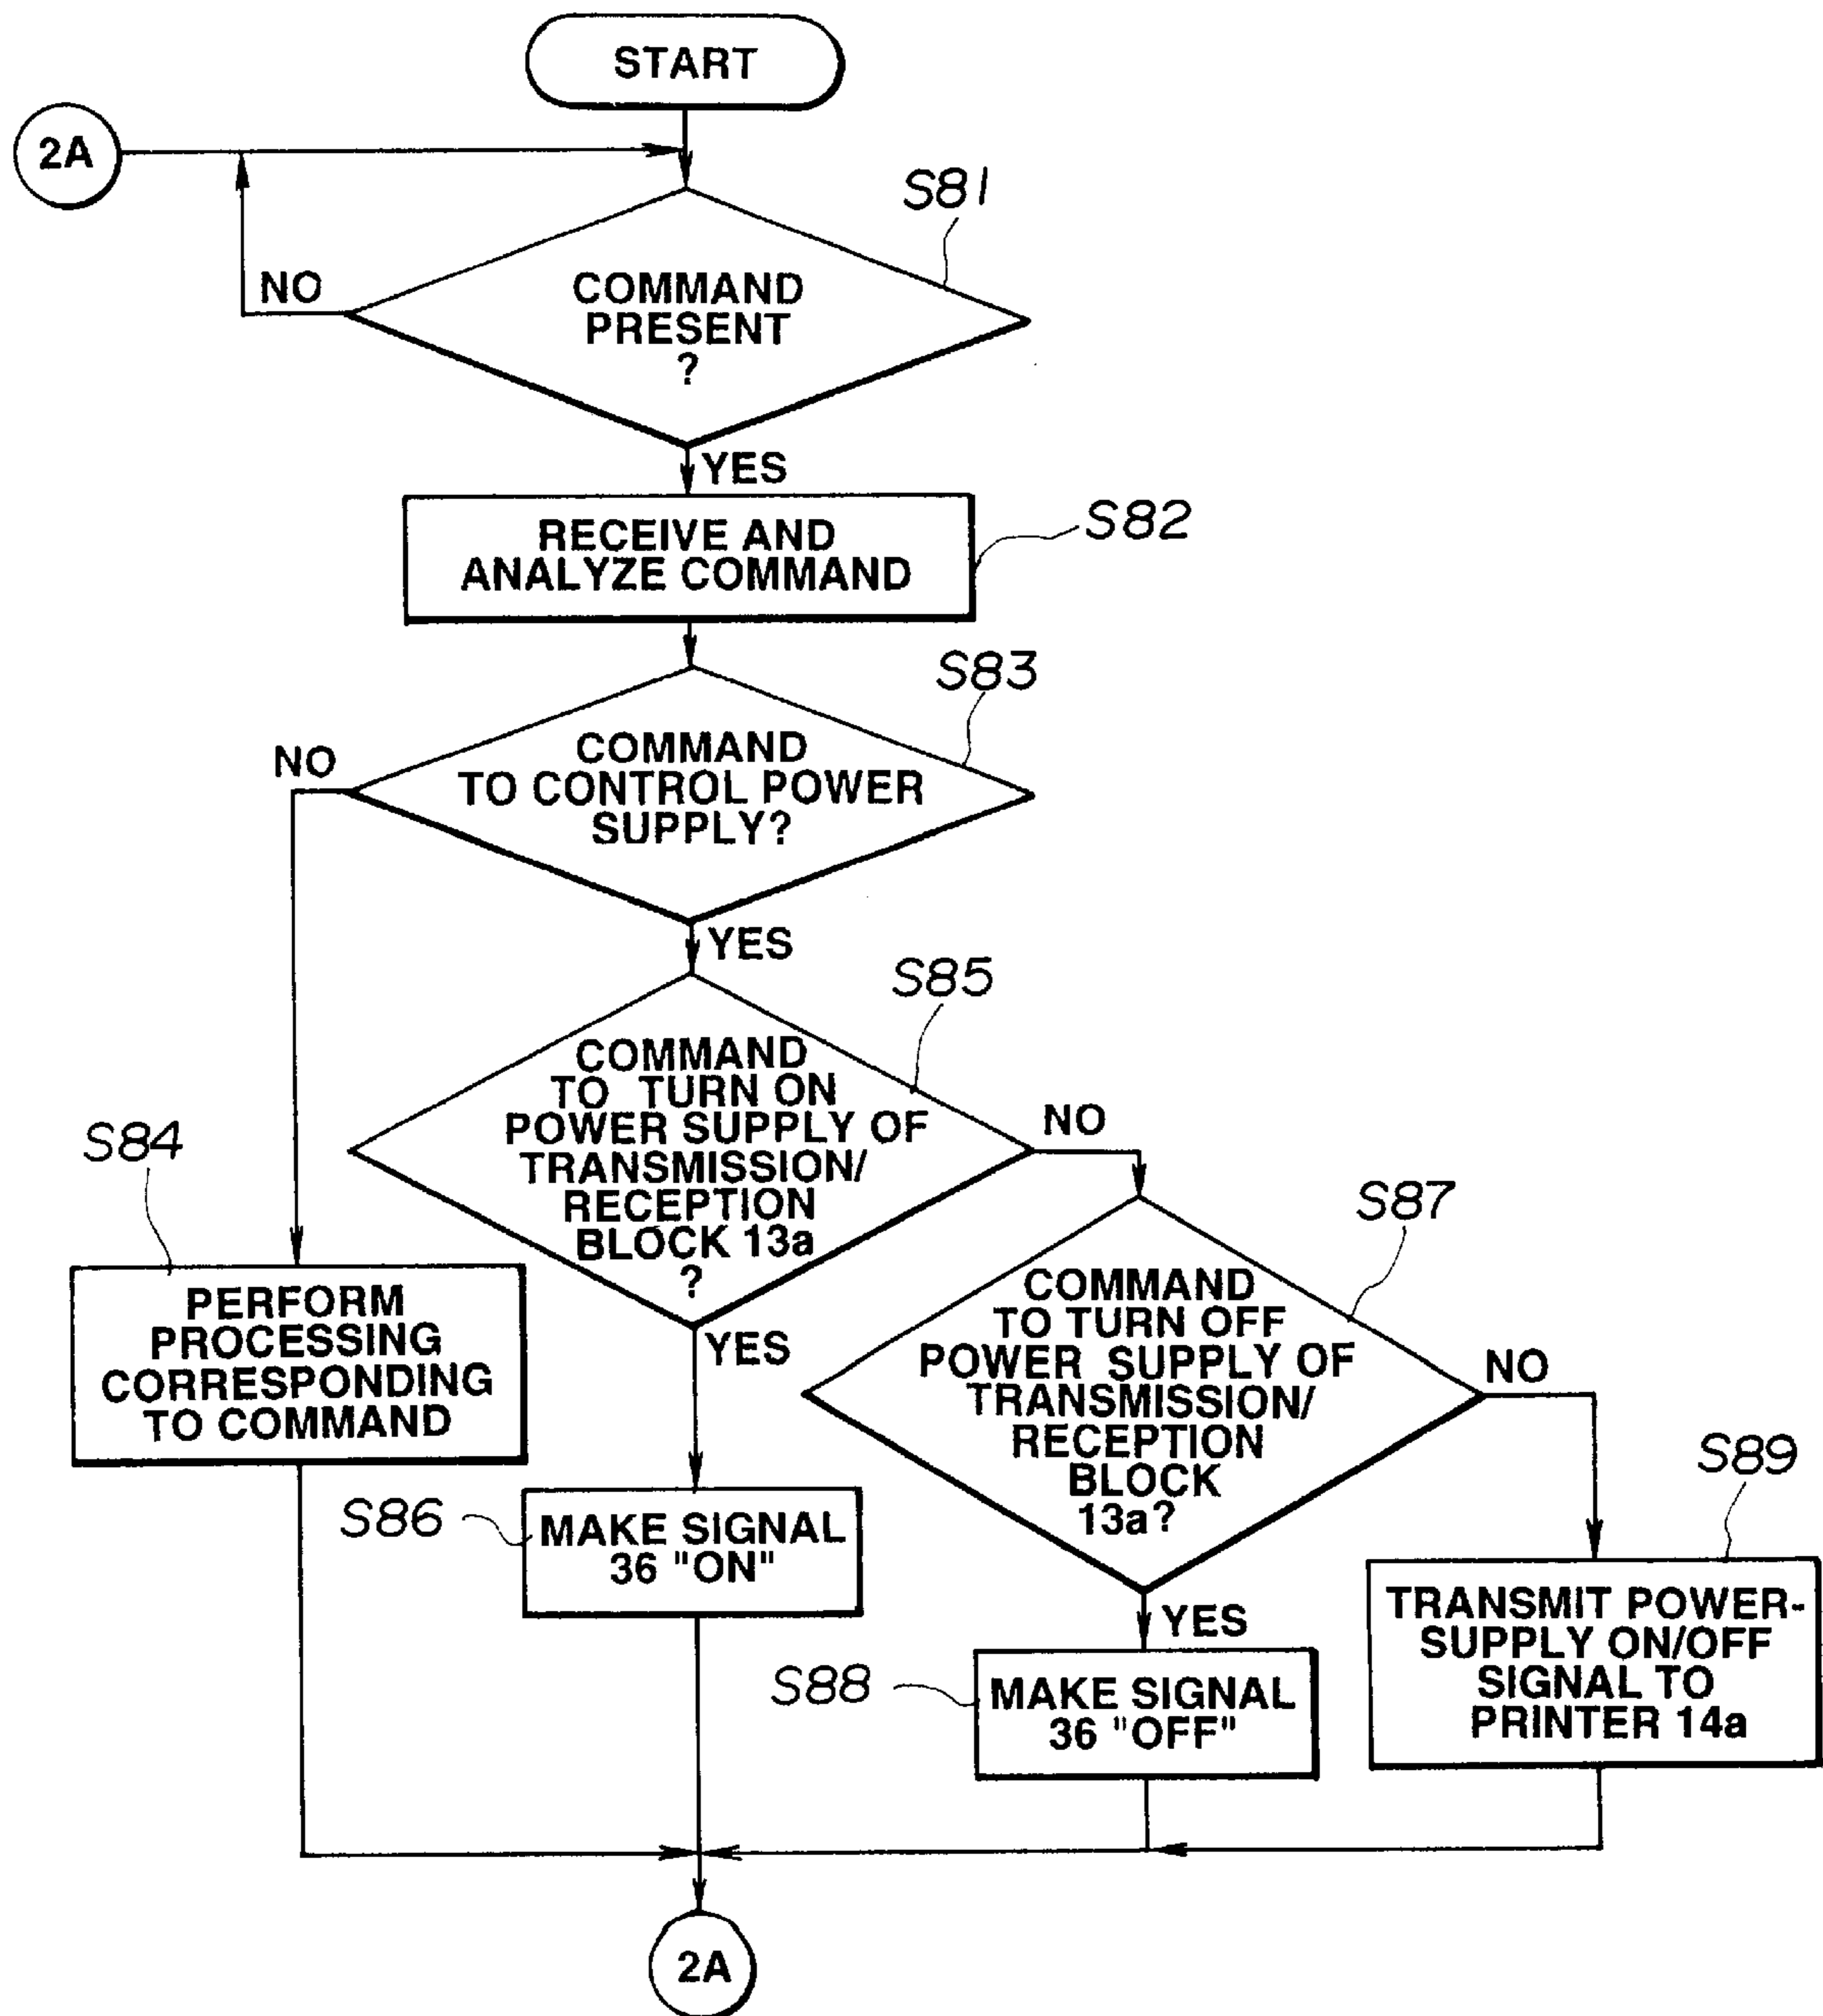 START
2A
S81
NO
COMMAND
PRESENT
?
YES
RECEIVE AND
ANALYZE COMMAND
S82
S83
NO
COMMAND
TO CONTROL POWER
SUPPLY?
YES
S85
COMMAND
TO TURN ON
POWER SUPPLY OF
TRANSMISSION/
RECEPTION
BLOCK 13a
?
NO
YES
S84
PERFORM
PROCESSING
CORRESPONDING
TO COMMAND
S87
COMMAND
TO TURN OFF
POWER SUPPLY OF
TRANSMISSION/
RECEPTION
BLOCK
13a?
NO
YES
S86
MAKE SIGNAL
36 "ON"
S89
TRANSMIT POWER-
SUPPLY ON/OFF
SIGNAL TO
PRINTER 14a
S88
MAKE SIGNAL
36 "OFF"
2A